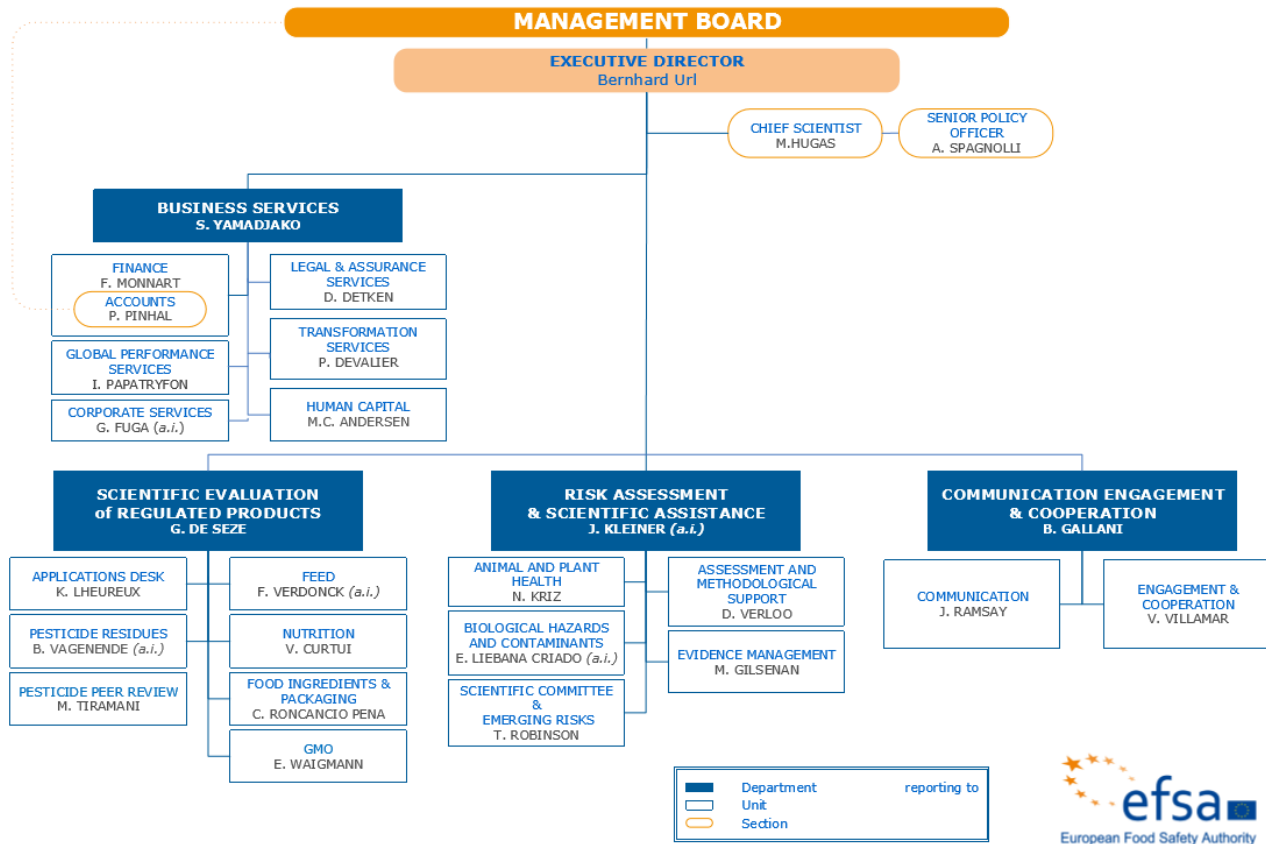 MANAGEMENT BOARD
EXECUTIVE DIRECTOR
Bernhard Url
CHIEF SCIENTIST
M.HUGAS
SENIOR POLICY
OFFICER
A. SPAGNOLLI
BUSINESS SERVICES
S. YAMADJAKO
FINANCE
F. MONNART
ACCOUNTS
P. PINHAL
LEGAL & ASSURANCE
SERVICES
D. DETKEN
GLOBAL PERFORMANCE
SERVICES
I. PAPATRYFON
TRANSFORMATION
SERVICES
P. DEVALIER
CORPORATE SERVICES
G. FUGA (a.i.)
HUMAN CAPITAL
M.C. ANDERSEN
SCIENTIFIC EVALUATION
of REGULATED PRODUCTS
G. DE SEZE
APPLICATIONS DESK
K. LHEUREUX
FEED
F. VERDONCK (a.i.)
PESTICIDE RESIDUES
B. VAGENENDE (a.i.)
NUTRITION
V. CURTUI
PESTICIDE PEER REVIEW
M. TIRAMANI
FOOD INGREDIENTS &
PACKAGING
C. RONCANCIO PENA
GMO
E. WAIGMANN
RISK ASSESSMENT
& SCIENTIFIC ASSISTANCE
J. KLEINER (a.i.)
ANIMAL AND PLANT
HEALTH
N. KRIZ
ASSESSMENT AND
METHODOLOGICAL
SUPPORT
D. VERLOO
BIOLOGICAL HAZARDS
AND CONTAMINANTS
E. LIEBANA CRIADO (a.i.)
EVIDENCE MANAGEMENT
M. GILSENAN
SCIENTIFIC COMMITTEE
&
EMERGING RISKS
T. ROBINSON
COMMUNICATION ENGAGEMENT
& COOPERATION
B. GALLANI
COMMUNICATION
J. RAMSAY
ENGAGEMENT &
COOPERATION
V. VILLAMAR
Department reporting to
Unit
Section
efsa
European Food Safety Authority